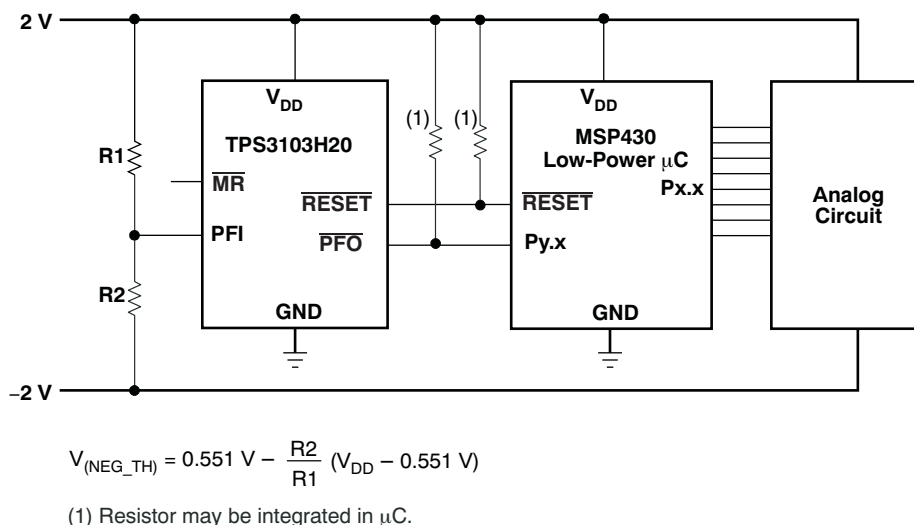 2 V
V_DD
TPS3103H20
MR
RESET
PFI
PFO
GND
R1
R2
(1)
(1)
V_DD
MSP430
Low-Power μC
Px.x
RESET
Py.x
GND
Analog
Circuit
–2 V
V_(NEG_TH) = 0.551 V – R2/R1 (V_DD – 0.551 V)
(1) Resistor may be integrated in μC.